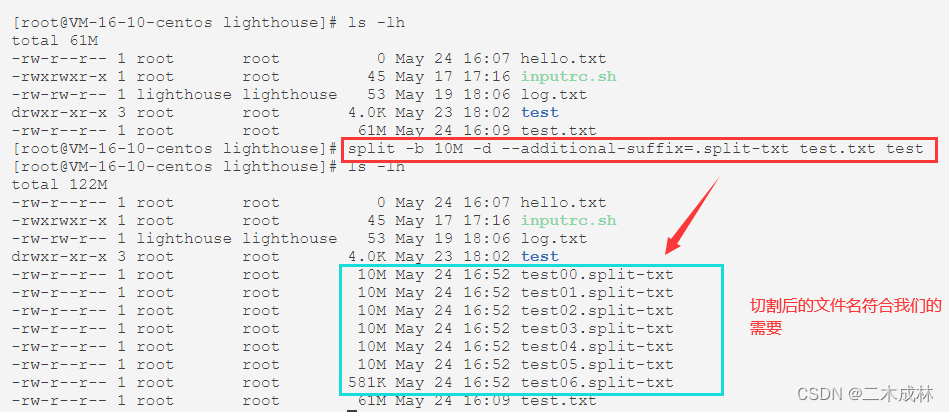 [root@VM-16-10-centos lighthouse]# ls -lh
total 61M
-rw-r--r-- 1 root       root          0 May 24 16:07 hello.txt
-rwxrwxr-x 1 root       root         45 May 17 17:16 inputrc.sh
-rw-rw-r-- 1 lighthouse lighthouse   53 May 19 18:06 log.txt
drwxr-xr-x 3 root       root       4.0K May 23 18:02 test
-rw-r--r-- 1 root       root        61M May 24 16:09 test.txt
[root@VM-16-10-centos lighthouse]# split -b 10M -d --additional-suffix=.split-txt test.txt test
[root@VM-16-10-centos lighthouse]# ls -lh
total 122M
-rw-r--r-- 1 root       root          0 May 24 16:07 hello.txt
-rwxrwxr-x 1 root       root         45 May 17 17:16 inputrc.sh
-rw-rw-r-- 1 lighthouse lighthouse   53 May 19 18:06 log.txt
drwxr-xr-x 3 root       root       4.0K May 23 18:02 test
-rw-r--r-- 1 root       root        10M May 24 16:52 test00.split-txt
-rw-r--r-- 1 root       root        10M May 24 16:52 test01.split-txt
-rw-r--r-- 1 root       root        10M May 24 16:52 test02.split-txt
-rw-r--r-- 1 root       root        10M May 24 16:52 test03.split-txt
-rw-r--r-- 1 root       root        10M May 24 16:52 test04.split-txt
-rw-r--r-- 1 root       root        10M May 24 16:52 test05.split-txt
-rw-r--r-- 1 root       root       581K May 24 16:52 test06.split-txt
-rw-r--r-- 1 root       root        61M May 24 16:09 test.txt
切割后的文件名符合我们的
需要
CSDN @二木成林